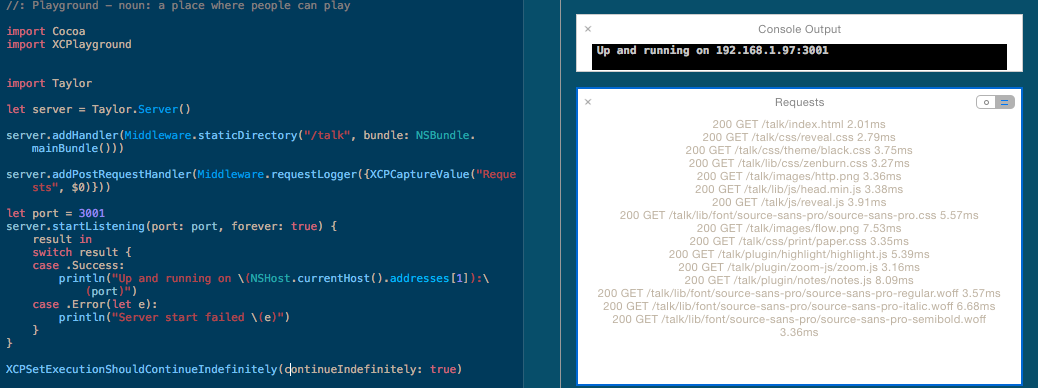 //: Playground - noun: a place where people can play
import Cocoa
import XCPlayground
import Taylor
let server = Taylor.Server()
server.addHandler(Middleware.staticDirectory("/talk", bundle: NSBundle.
mainBundle()))
server.addPostRequestHandler(Middleware.requestLogger({XCPCaptureValue("Reque
sts", $0)}))
let port = 3001
server.startListening(port: port, forever: true) {
result in
switch result {
case .Success:
println("Up and running on \(NSHost.currentHost().addresses[1]):\
(port)")
case .Error(let e):
println("Server start failed \(e)")
}
}
XCPSetExecutionShouldContinueIndefinitely(continueIndefinitely: true)
Console Output
Up and running on 192.168.1.97:3001
Requests
200 GET /talk/index.html 2.01ms
200 GET /talk/css/reveal.css 2.79ms
200 GET /talk/css/theme/black.css 3.75ms
200 GET /talk/lib/css/zenburn.css 3.27ms
200 GET /talk/images/http.png 3.36ms
200 GET /talk/lib/js/head.min.js 3.38ms
200 GET /talk/js/reveal.js 3.91ms
200 GET /talk/lib/font/source-sans-pro/source-sans-pro.css 5.57ms
200 GET /talk/images/flow.png 7.53ms
200 GET /talk/css/print/paper.css 3.35ms
200 GET /talk/plugin/highlight/highlight.js 5.39ms
200 GET /talk/plugin/zoom-js/zoom.js 3.16ms
200 GET /talk/plugin/notes/notes.js 8.09ms
200 GET /talk/lib/font/source-sans-pro/source-sans-pro-regular.woff 3.57ms
200 GET /talk/lib/font/source-sans-pro/source-sans-pro-italic.woff 6.68ms
200 GET /talk/lib/font/source-sans-pro/source-sans-pro-semibold.woff
3.36ms